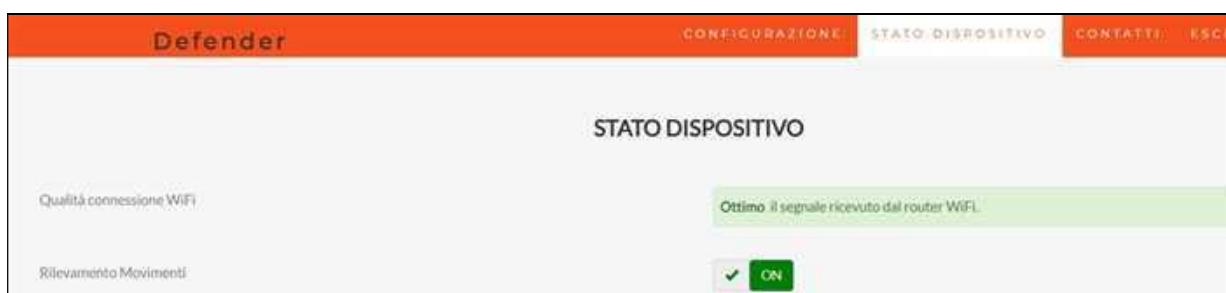 Defender CONFIGURAZIONE STATO DISPOSITIVO CONTATTI
STATO DISPOSITIVO
Qualità connessione WiFi Ottimo il segnale ricevuto dal router WiFi.
Rilevamento Movimenti ON